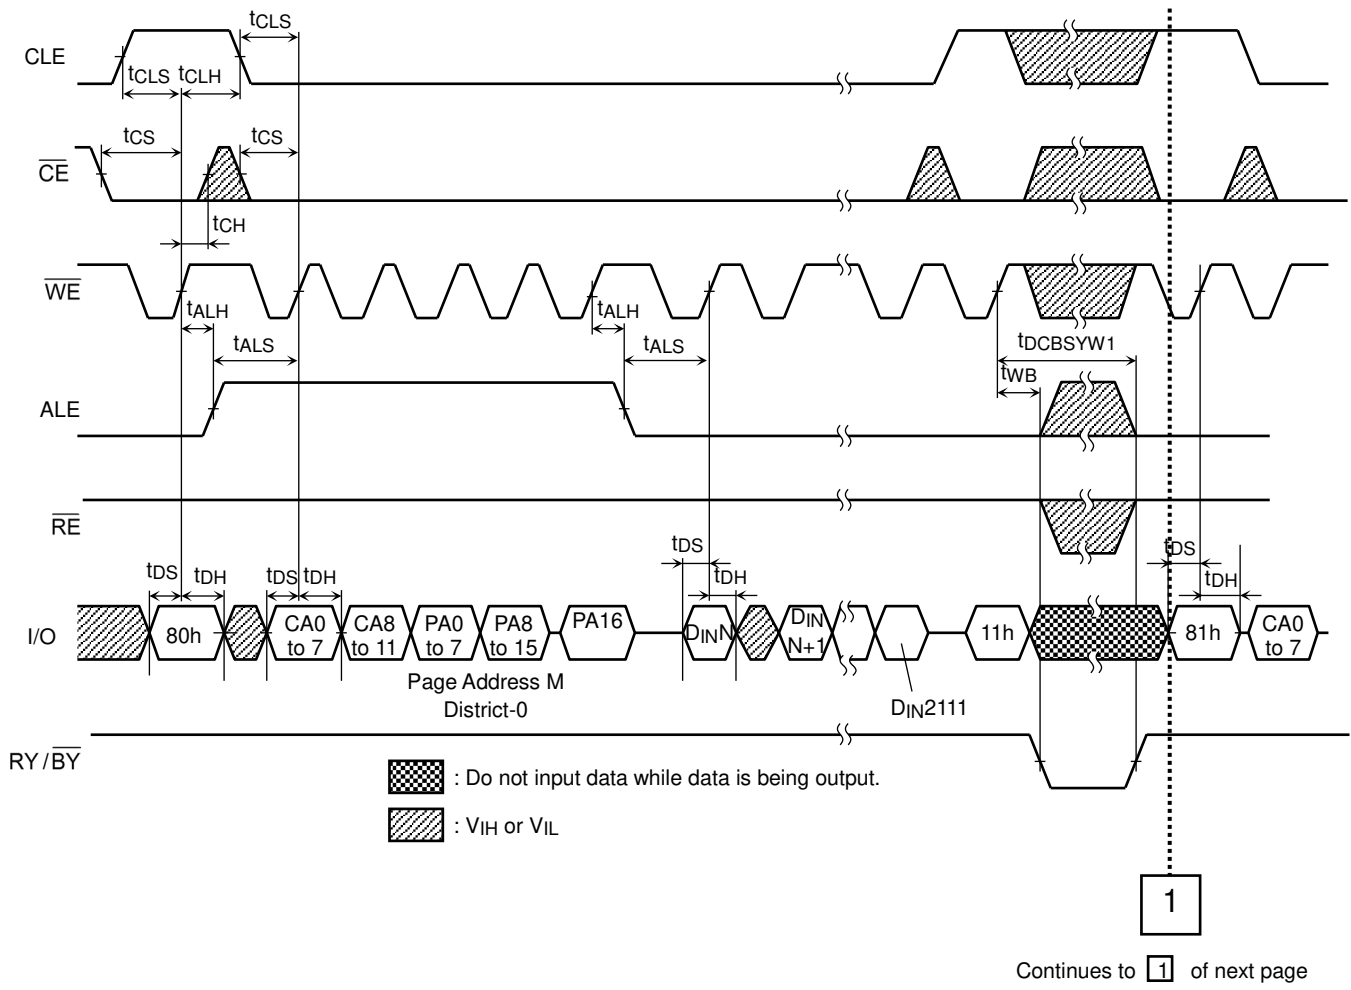 tCLS
CLE
tCLS tCLH
tCS tCS
CE
tCH
WE
tALH tALH
tALS tALS
tDCBSYW1
tWB
ALE
RE
tDS tDH tDS tDH tDS tDH tDS tDH
I/O
80h
CA0 to 7
CA8 to 11
PA0 to 7
PA8 to 15
PA16
DINN
DIN N+1
11h
81h
CA0 to 7
Page Address M
District-0
DIN2111
RY/BY
: Do not input data while data is being output.
: VIH or VIL
1
Continues to 1 of next page